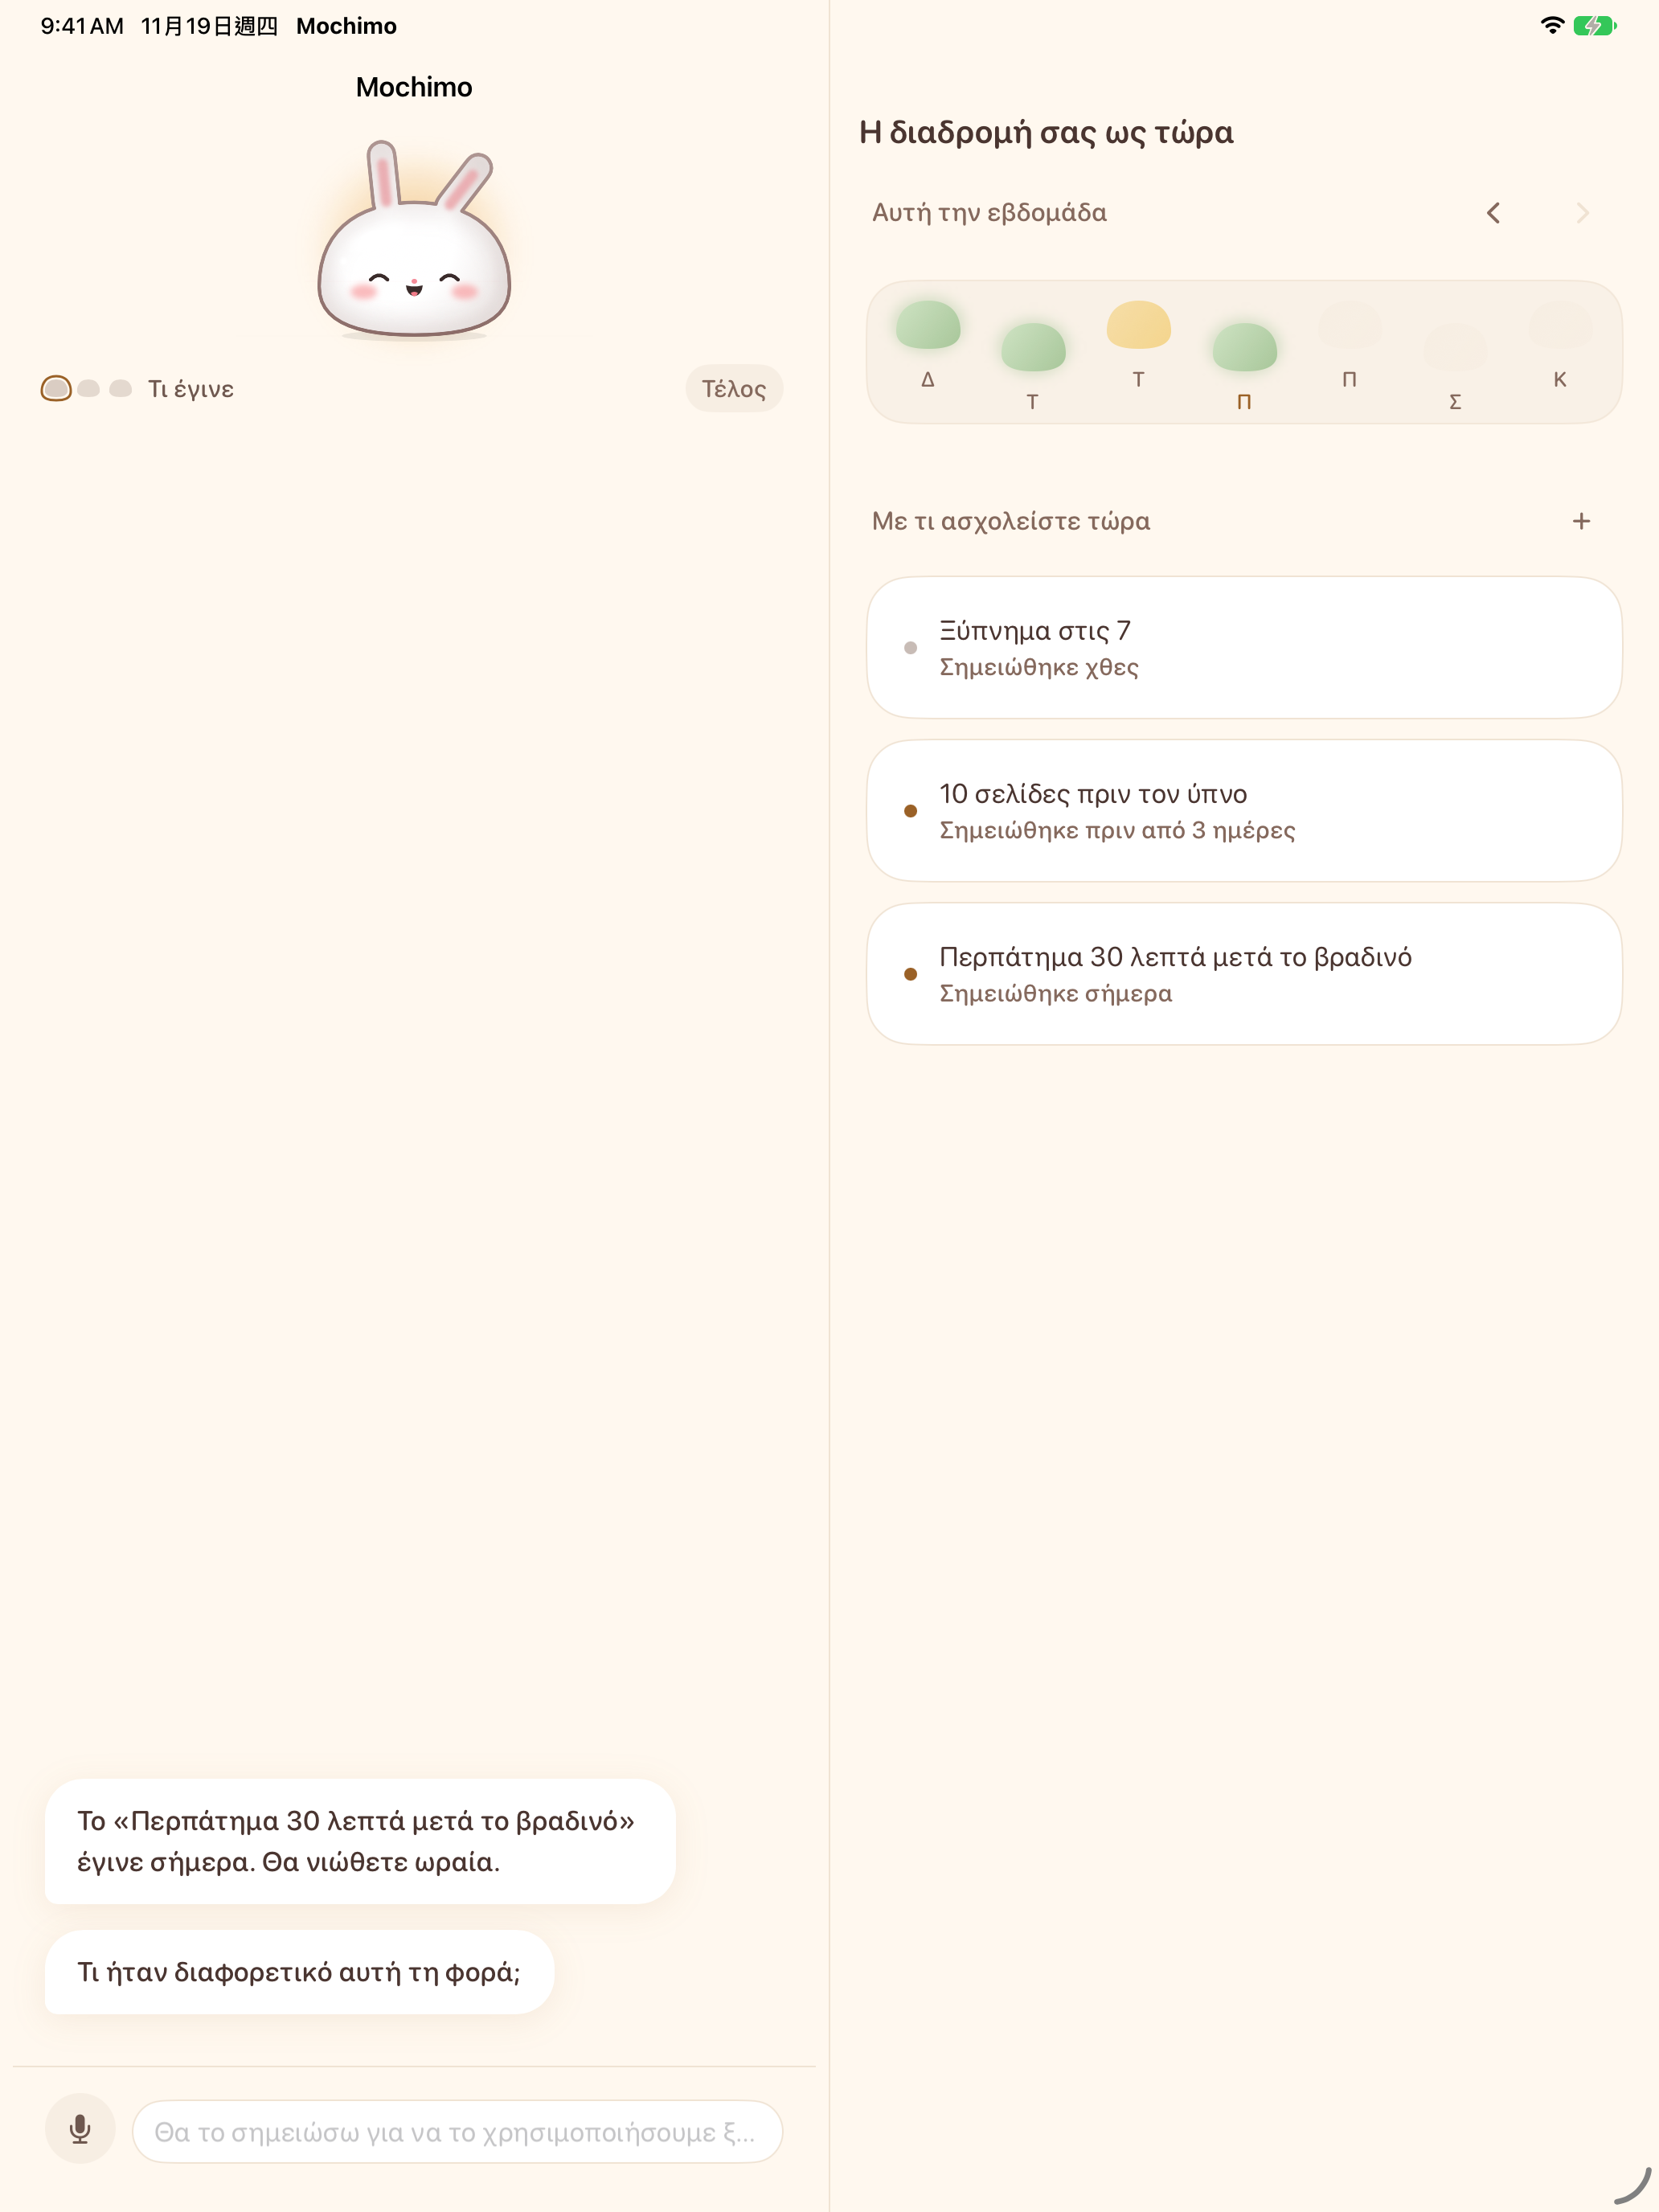 9:41 AM 11月19日週四 Mochimo
Mochimo
Τι έγινε
Τέλος
Το «Περπάτημα 30 λεπτά μετά το βραδινό»
έγινε σήμερα. Θα νιώθετε ωραία.
Τι ήταν διαφορετικό αυτή τη φορά;
Θα το σημειώσω για να το χρησιμοποιήσουμε ξ...
Η διαδρομή σας ως τώρα
Αυτή την εβδομάδα
Δ Τ Τ Π Π Σ Κ
Με τι ασχολείστε τώρα
Ξύπνημα στις 7
Σημειώθηκε χθες
10 σελίδες πριν τον ύπνο
Σημειώθηκε πριν από 3 ημέρες
Περπάτημα 30 λεπτά μετά το βραδινό
Σημειώθηκε σήμερα